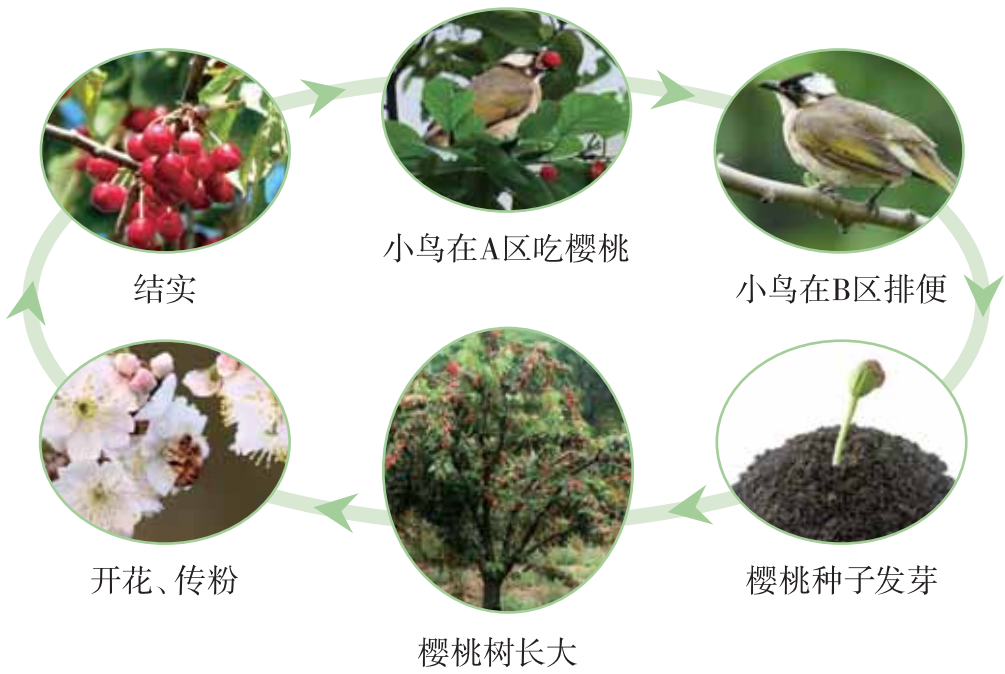 结实
小鸟在A区吃樱桃
小鸟在B区排便
樱桃种子发芽
樱桃树长大
开花、传粉